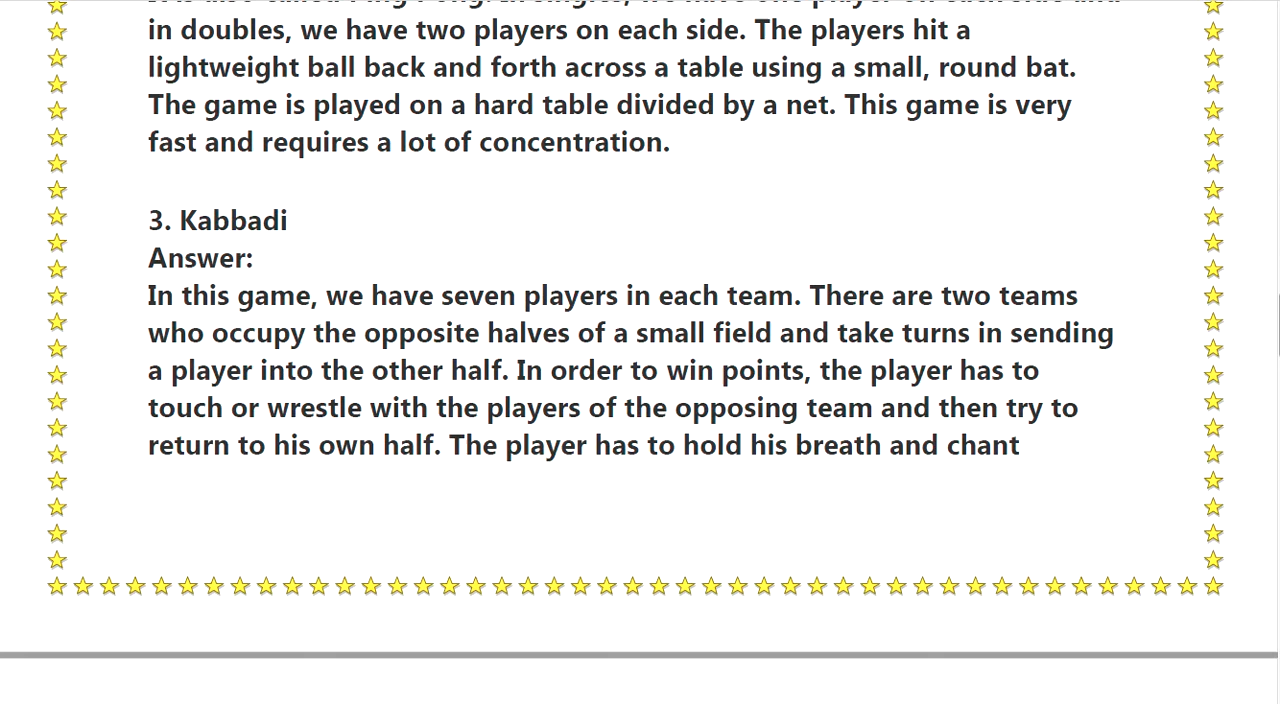 in doubles, we have two players on each side. The players hit a
lightweight ball back and forth across a table using a small, round bat.
The game is played on a hard table divided by a net. This game is very
fast and requires a lot of concentration.
3. Kabbadi
Answer:
In this game, we have seven players in each team. There are two teams
who occupy the opposite halves of a small field and take turns in sending
a player into the other half. In order to win points, the player has to
touch or wrestle with the players of the opposing team and then try to
return to his own half. The player has to hold his breath and chant